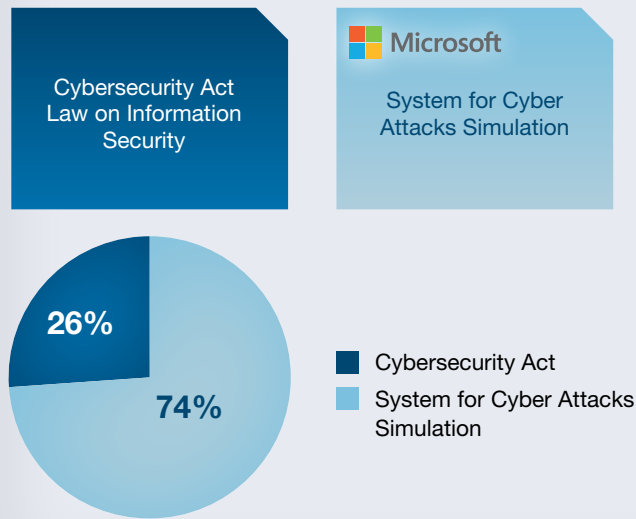 Cybersecurity Act
Law on Information
Security
Microsoft
System for Cyber
Attacks Simulation
26%
74%
Cybersecurity Act
System for Cyber Attacks
Simulation